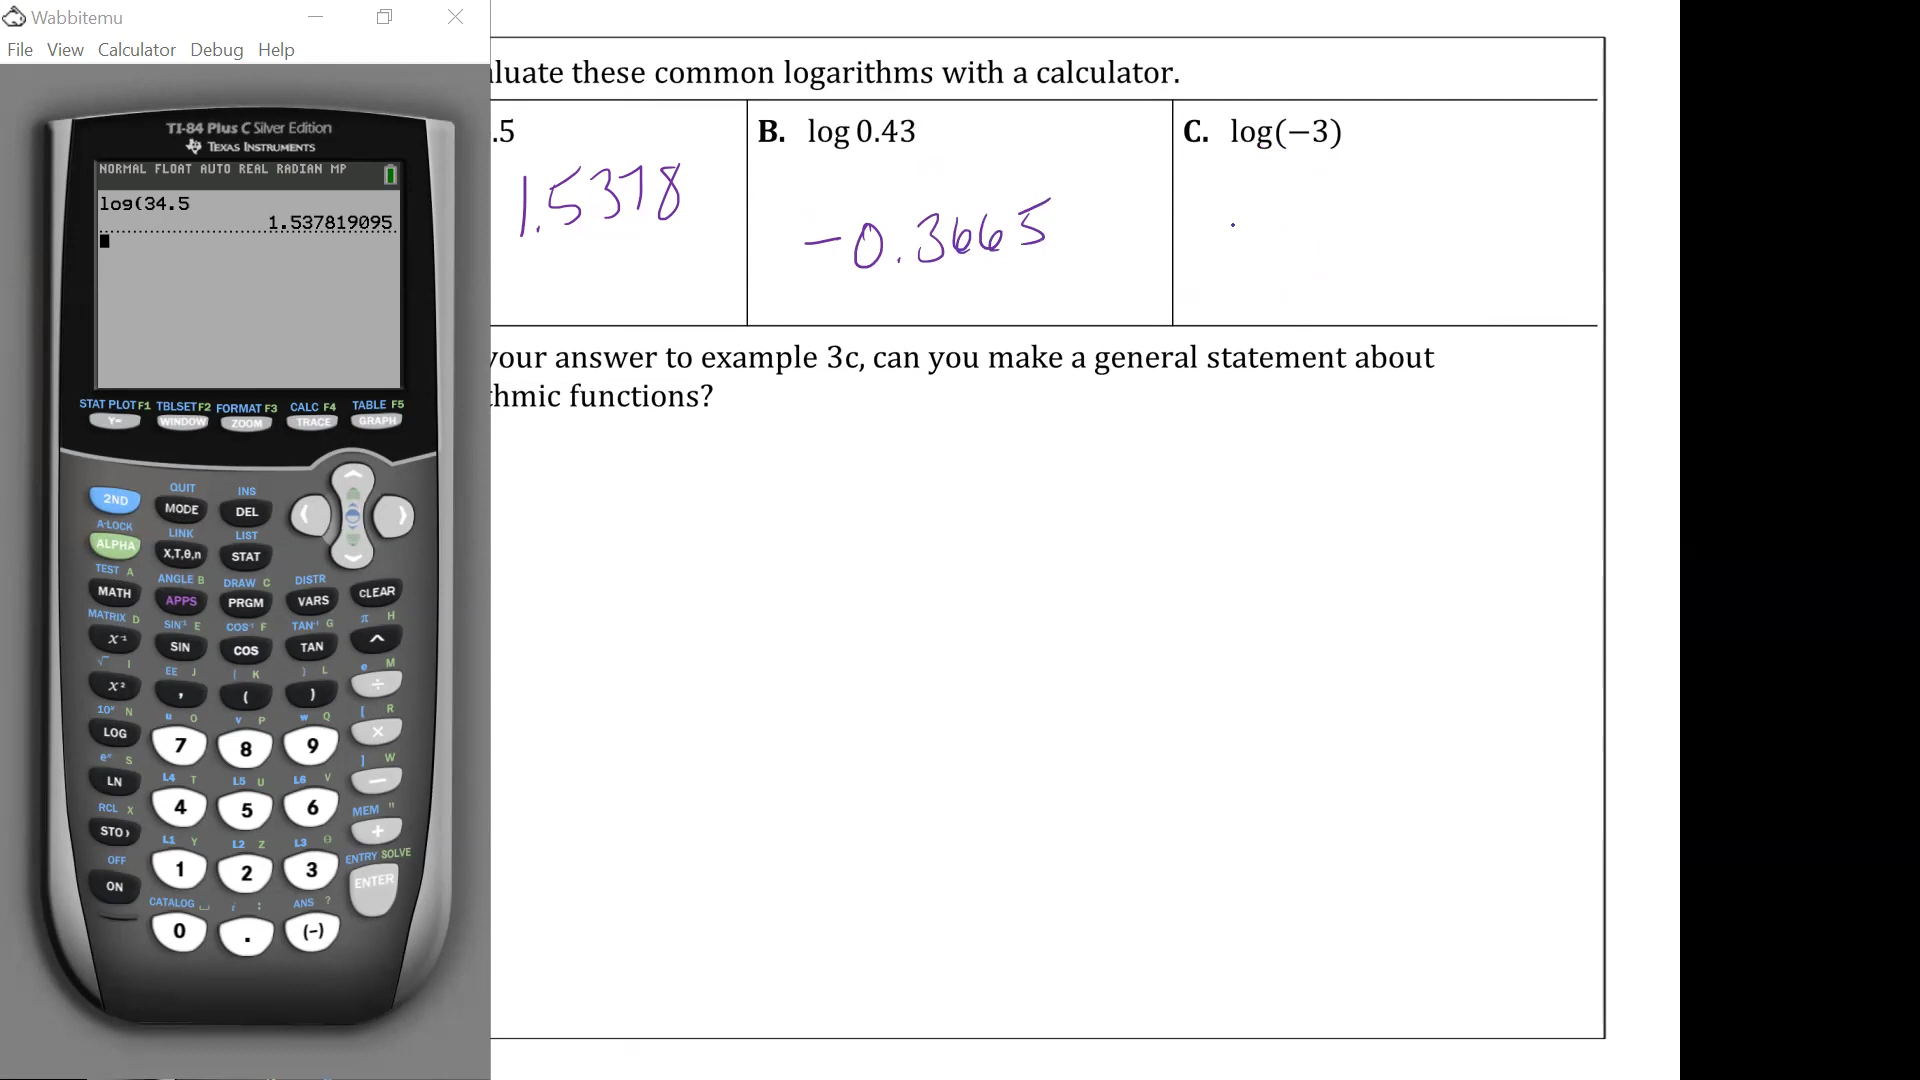 Wabbitemu
File View Calculator Debug Help
TI-84 Plus C Silver Edition
TEXAS INSTRUMENTS
NORMAL FLOAT AUTO REAL RADIAN MP
log(34.5
1.537819095
STAT PLOT F1 TBLSET F2 FORMAT F3 CALC F4 TABLE F5
Y= WINDOW ZOOM TRACE GRAPH
QUIT INS
2ND MODE DEL
A-LOCK LINK LIST
ALPHA X,T,θ,n STAT
TEST A ANGLE B DRAW C DISTR
MATH APPS PRGM VARS CLEAR
MATRIX D SIN⁻¹ E COS⁻¹ F TAN⁻¹ G π H
x⁻¹ SIN COS TAN ^
√ I EE J { K } L e M
x² , ( ) ÷
10ˣ N u O v P w Q [ R
LOG 7 8 9 ×
eˣ S L4 T L5 U L6 V ] W
LN 4 5 6 −
RCL X L1 Y L2 Z L3 θ MEM "
STO› 1 2 3 +
OFF CATALOG ⎵ i : ANS ? ENTRY SOLVE
ON 0 . (-) ENTER
luate these common logarithms with a calculator.
.5
1.5378
B. log 0.43
-0.3665
C. log(−3)
your answer to example 3c, can you make a general statement about
thmic functions?